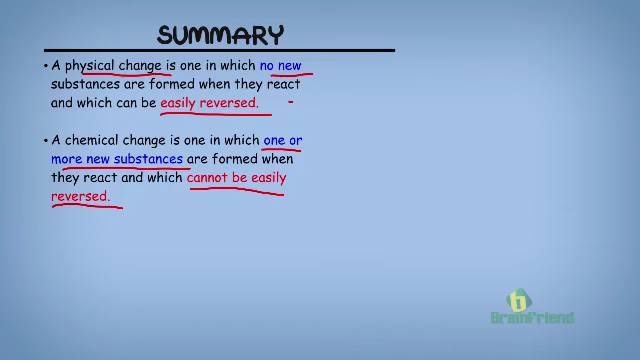 SUMMARY
• A physical change is one in which no new
substances are formed when they react
and which can be easily reversed.
• A chemical change is one in which one or
more new substances are formed when
they react and which cannot be easily
reversed.
Brainfriend